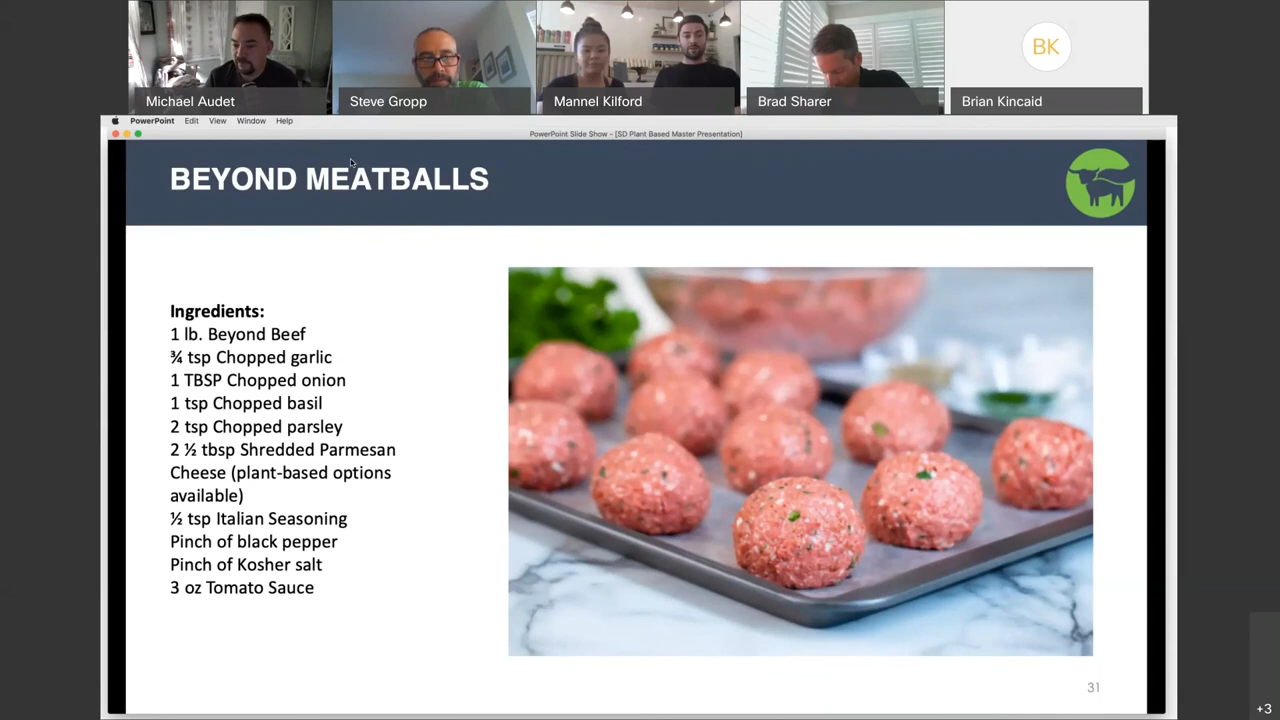 Michael Audet
Steve Gropp
Mannel Kilford
Brad Sharer
BK
Brian Kincaid
PowerPoint Edit View Window Help
PowerPoint Slide Show - [SD Plant Based Master Presentation]
BEYOND MEATBALLS
Ingredients:
1 lb. Beyond Beef
¾ tsp Chopped garlic
1 TBSP Chopped onion
1 tsp Chopped basil
2 tsp Chopped parsley
2 ½ tbsp Shredded Parmesan
Cheese (plant-based options
available)
½ tsp Italian Seasoning
Pinch of black pepper
Pinch of Kosher salt
3 oz Tomato Sauce
31
+3